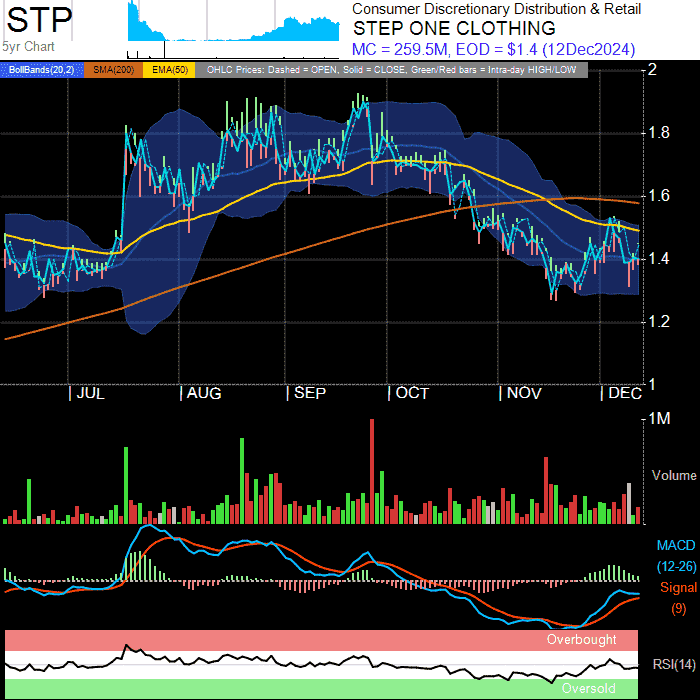 STP
5yr Chart
Consumer Discretionary Distribution & Retail
STEP ONE CLOTHING
MC = 259.5M, EOD = $1.4 (12Dec2024)
BollBands(20,2) SMA(200) EMA(50) OHLC Prices: Dashed = OPEN, Solid = CLOSE, Green/Red bars = Intra-day HIGH/LOW
2
1.8
1.6
1.4
1.2
1
| JUL | AUG | SEP | OCT | NOV | DEC
1M
Volume
MACD
(12-26)
Signal
(9)
Overbought
RSI(14)
Oversold